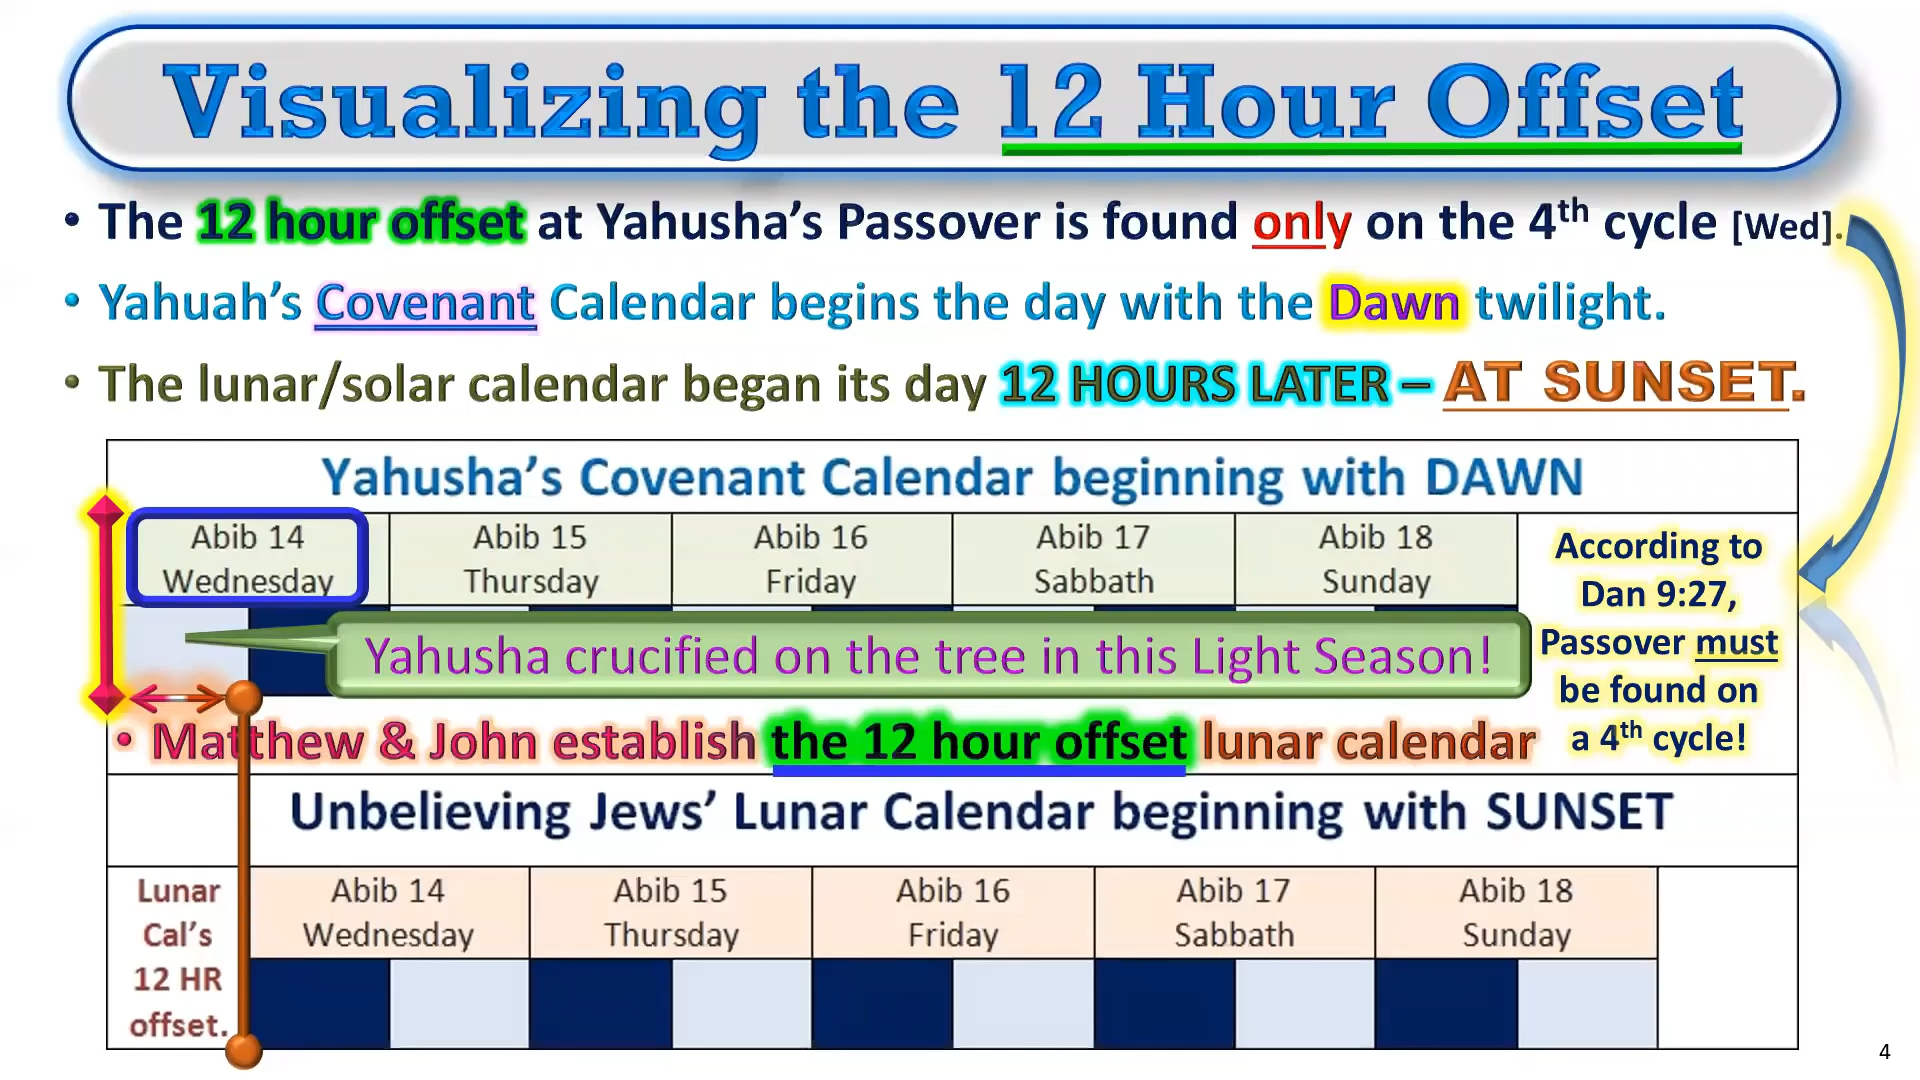 Visualizing the 12 Hour Offset
• The 12 hour offset at Yahusha's Passover is found only on the 4th cycle [Wed].
• Yahuah's Covenant Calendar begins the day with the Dawn twilight.
• The lunar/solar calendar began its day 12 HOURS LATER – AT SUNSET.
Yahusha's Covenant Calendar beginning with DAWN
Abib 14 Wednesday
Abib 15 Thursday
Abib 16 Friday
Abib 17 Sabbath
Abib 18 Sunday
According to
Dan 9:27,
Passover must
be found on
a 4th cycle!
Yahusha crucified on the tree in this Light Season!
• Matthew & John establish the 12 hour offset lunar calendar
Unbelieving Jews' Lunar Calendar beginning with SUNSET
Lunar
Cal's
12 HR
offset.
Abib 14 Wednesday
Abib 15 Thursday
Abib 16 Friday
Abib 17 Sabbath
Abib 18 Sunday
4